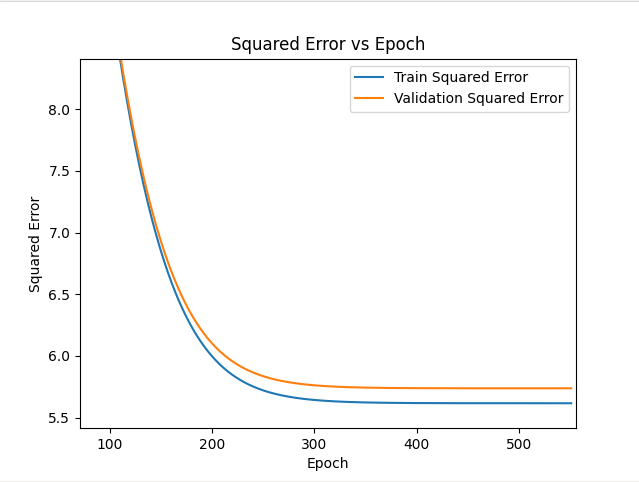 Squared Error vs Epoch
Train Squared Error
Validation Squared Error
8.0
7.5
7.0
6.5
6.0
5.5
Squared Error
100 200 300 400 500
Epoch